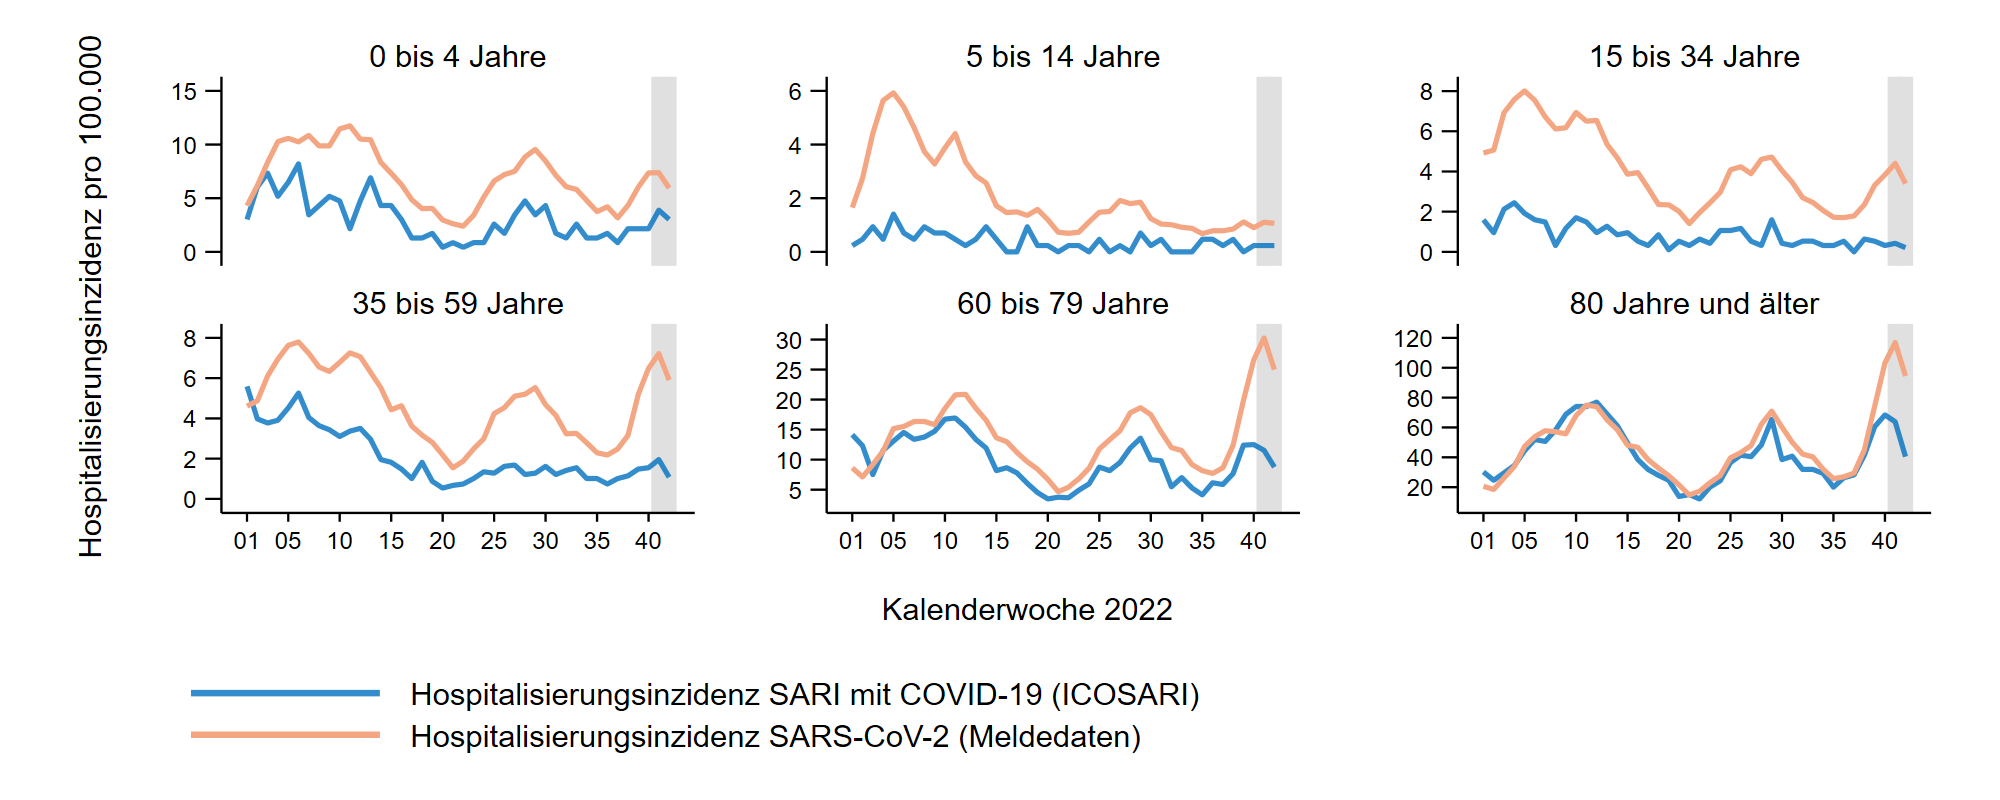 Hospitalisierungsinzidenz pro 100.000
0 bis 4 Jahre
15
10
5
0
5 bis 14 Jahre
6
4
2
0
15 bis 34 Jahre
8
6
4
2
0
35 bis 59 Jahre
8
6
4
2
0
01 05 10 15 20 25 30 35 40
60 bis 79 Jahre
30
25
20
15
10
5
01 05 10 15 20 25 30 35 40
80 Jahre und älter
120
100
80
60
40
20
01 05 10 15 20 25 30 35 40
Kalenderwoche 2022
Hospitalisierungsinzidenz SARI mit COVID-19 (ICOSARI)
Hospitalisierungsinzidenz SARS-CoV-2 (Meldedaten)